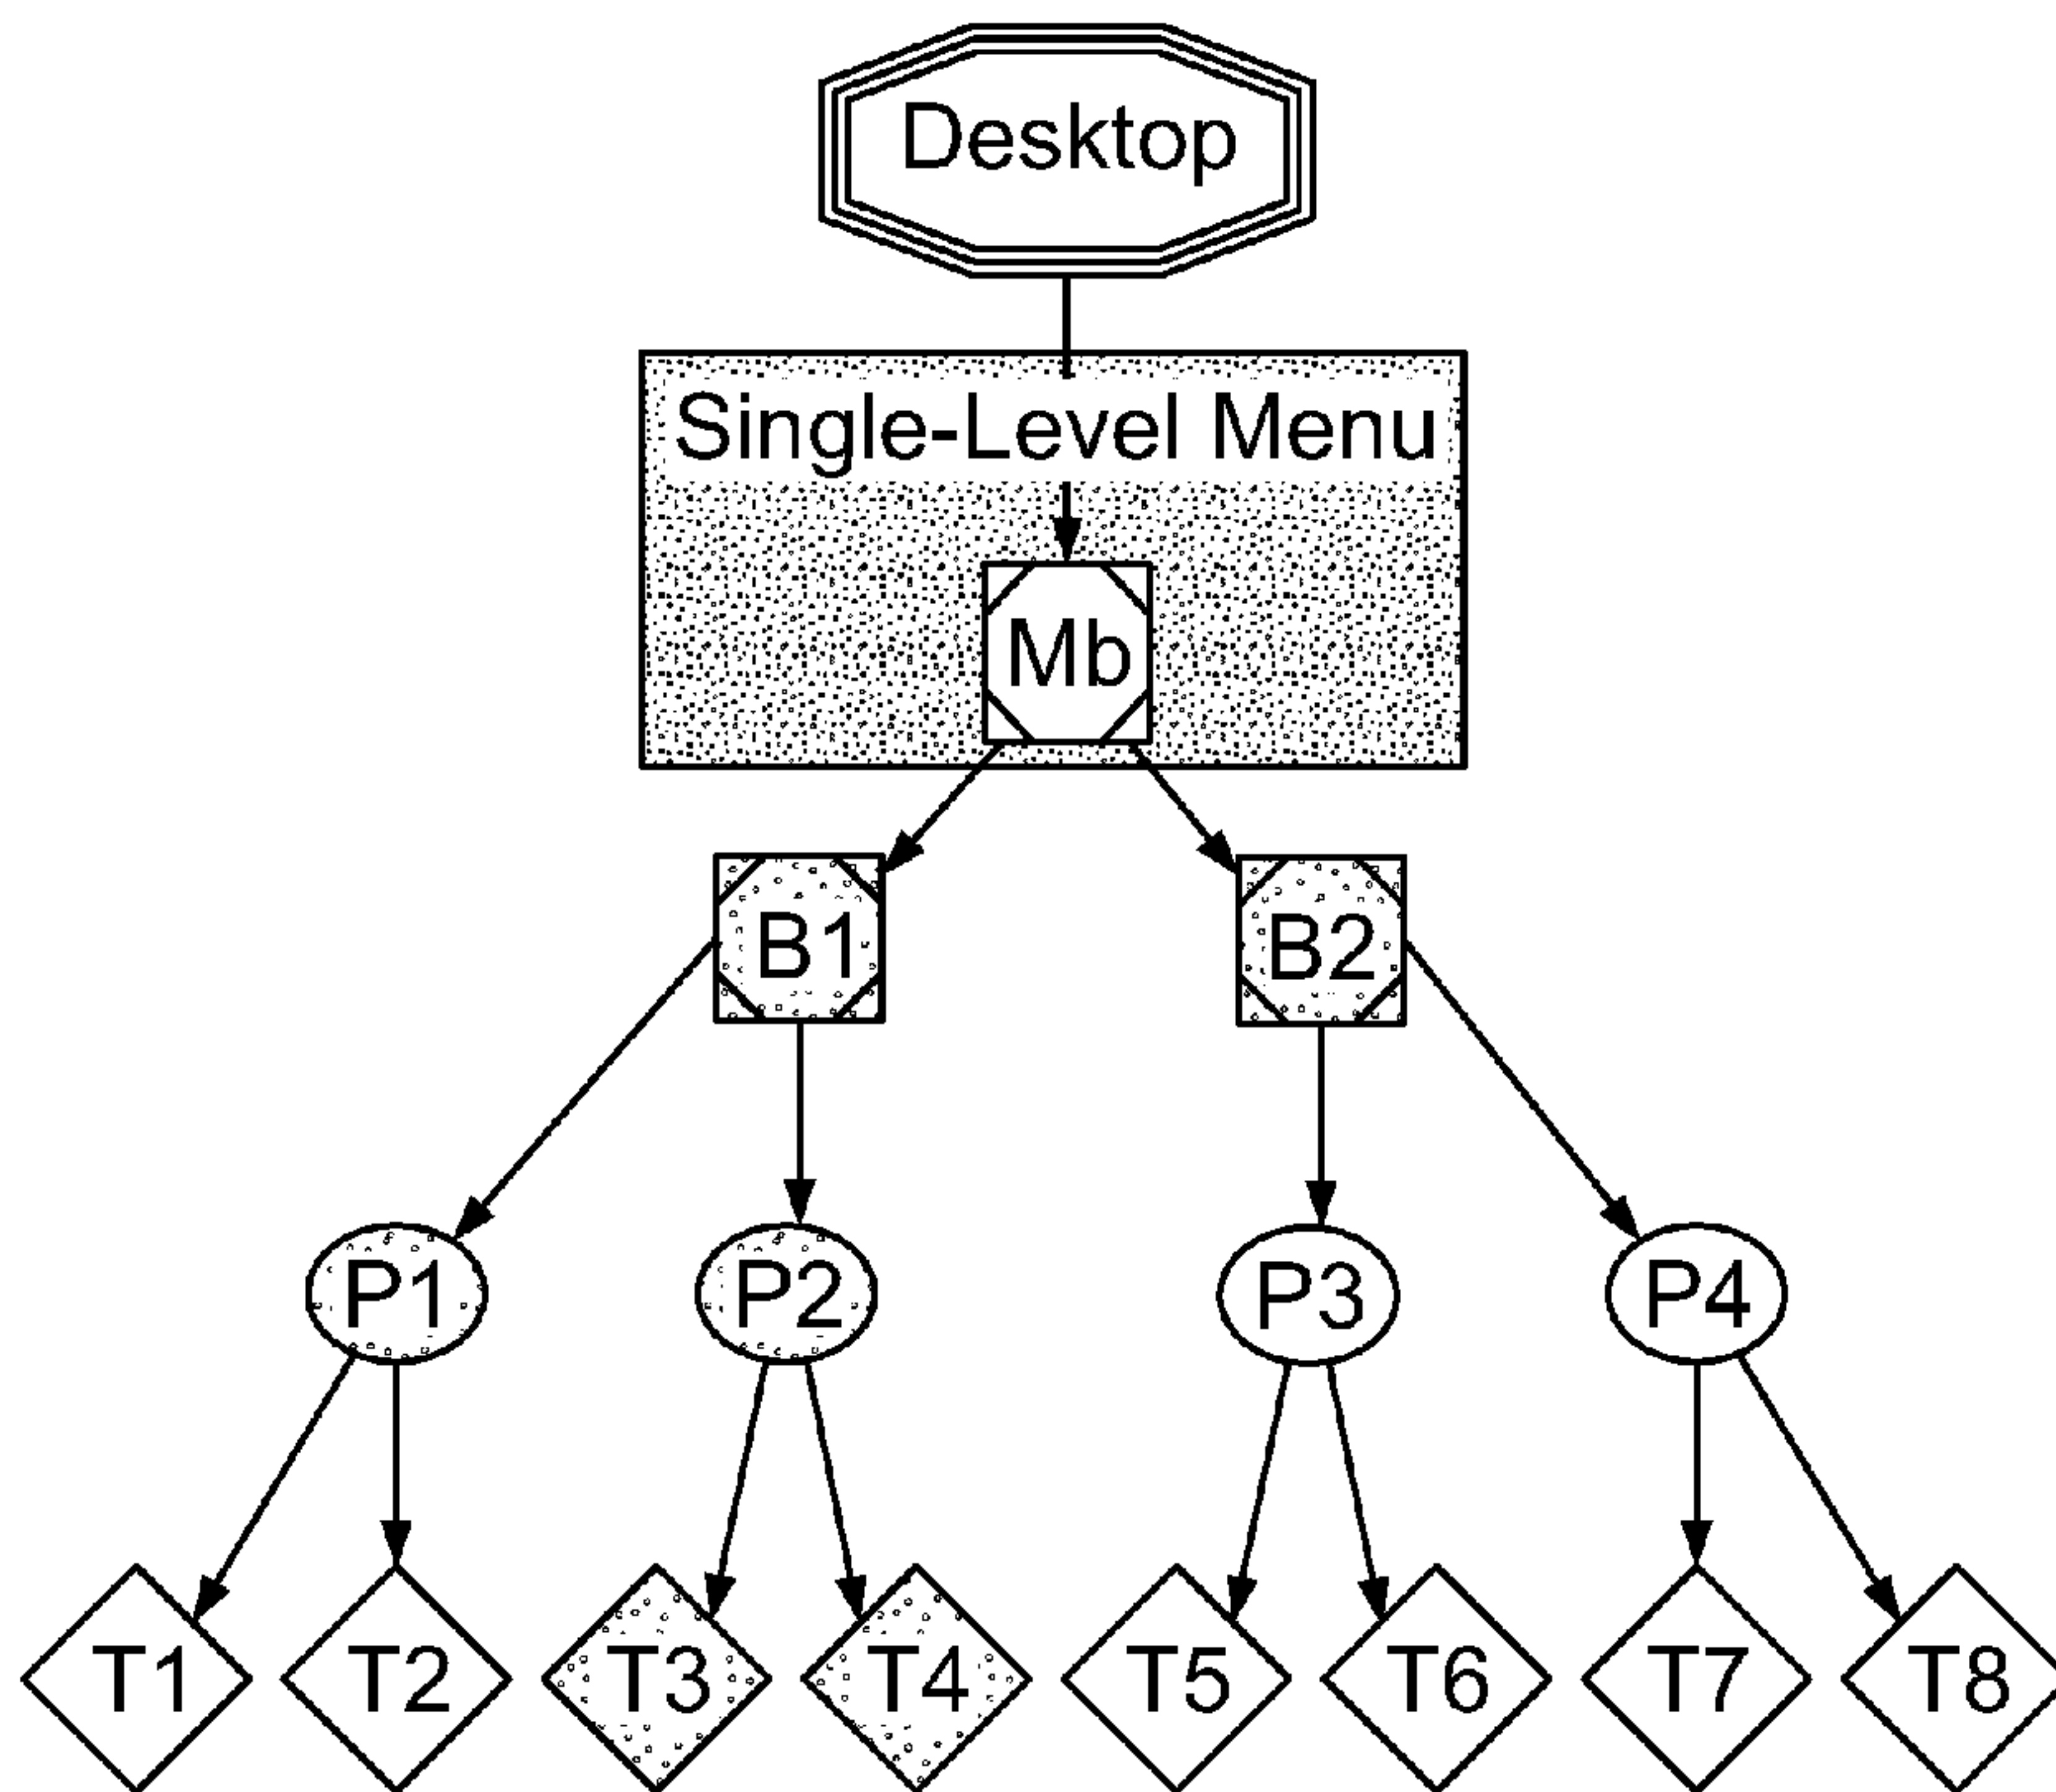 Desktop
Single-Level Menu
Mb
B1 B2
P1 P2 P3 P4
T1 T2 T3 T4 T5 T6 T7 T8